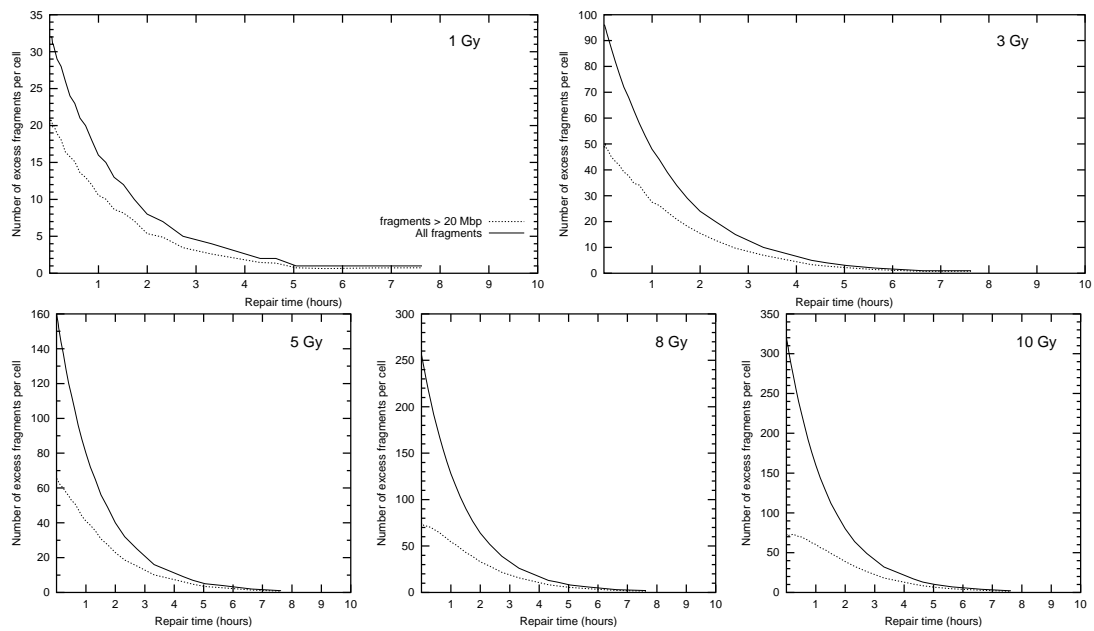 35
30
25
20
15
10
5
0
Number of excess fragments per cell
1 Gy
fragments > 20 Mbp
All fragments
1 2 3 4 5 6 7 8 9 10
Repair time (hours)
100
90
80
70
60
50
40
30
20
10
0
Number of excess fragments per cell
3 Gy
1 2 3 4 5 6 7 8 9 10
Repair time (hours)
160
140
120
100
80
60
40
20
0
Number of excess fragments per cell
5 Gy
1 2 3 4 5 6 7 8 9 10
Repair time (hours)
300
250
200
150
100
50
0
Number of excess fragments per cell
8 Gy
1 2 3 4 5 6 7 8 9 10
Repair time (hours)
350
300
250
200
150
100
50
0
Number of excess fragments per cell
10 Gy
1 2 3 4 5 6 7 8 9 10
Repair time (hours)